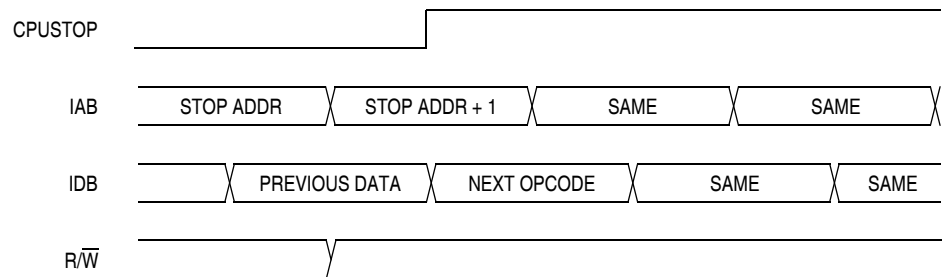 CPUSTOP
IAB STOP ADDR STOP ADDR + 1 SAME SAME
IDB PREVIOUS DATA NEXT OPCODE SAME SAME
R/W̅